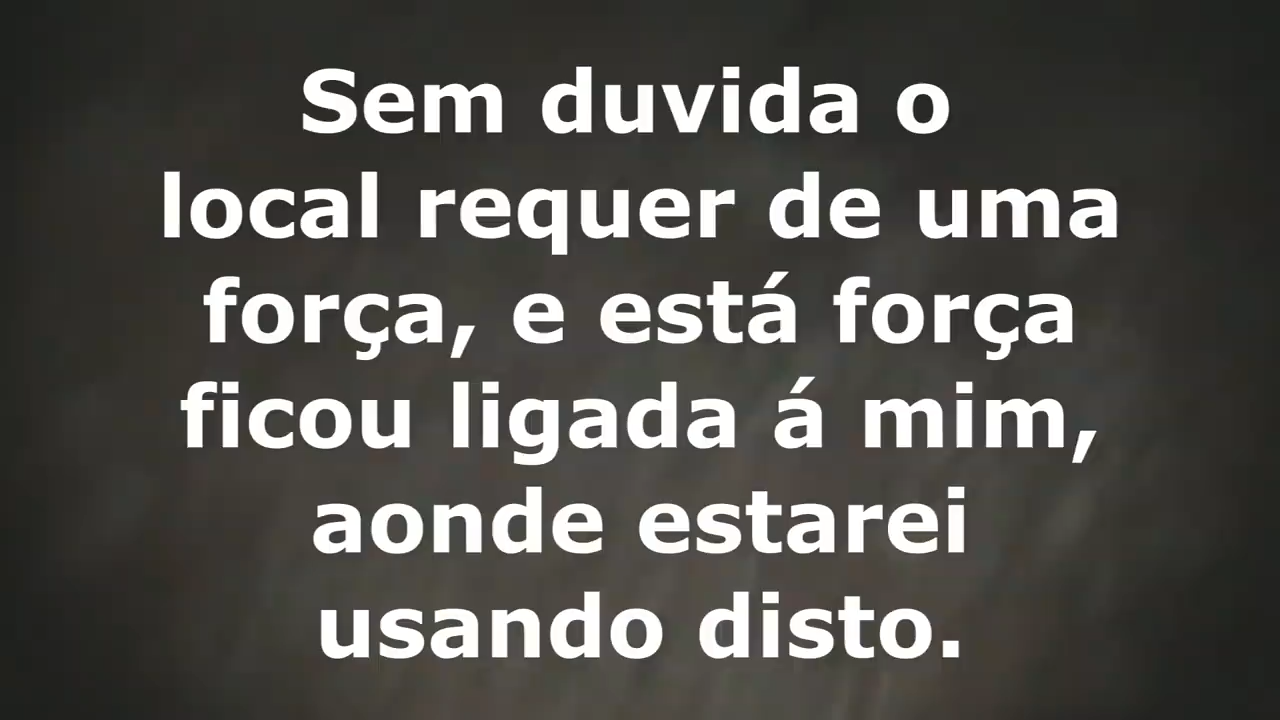 Sem duvida o
local requer de uma
força, e está força
ficou ligada á mim,
aonde estarei
usando disto.